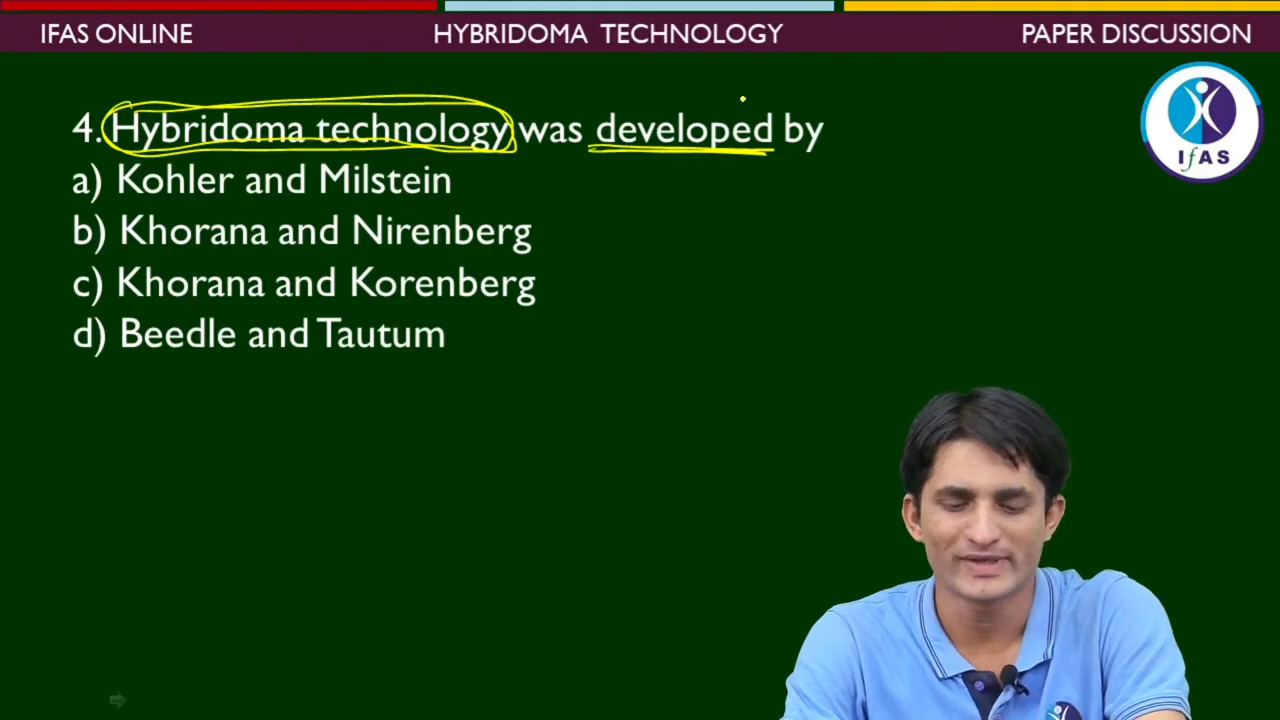 IFAS ONLINE HYBRIDOMA TECHNOLOGY PAPER DISCUSSION
4. Hybridoma technology was developed by
a) Kohler and Milstein
b) Khorana and Nirenberg
c) Khorana and Korenberg
d) Beedle and Tautum
IfAS